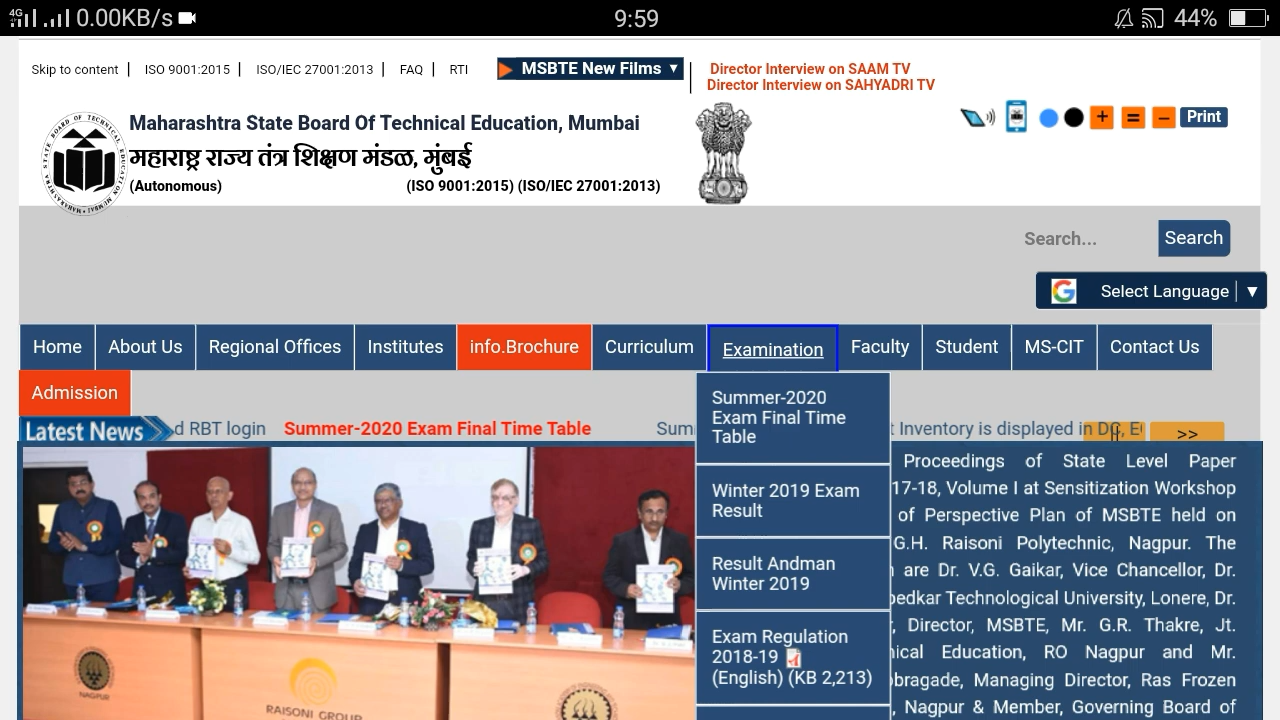 4G 0.00KB/s 9:59 44%
Skip to content | ISO 9001:2015 | ISO/IEC 27001:2013 | FAQ | RTI MSBTE New Films ▼ Director Interview on SAAM TV
Director Interview on SAHYADRI TV
Maharashtra State Board Of Technical Education, Mumbai
महाराष्ट्र राज्य तंत्र शिक्षण मंडळ, मुंबई
(Autonomous) (ISO 9001:2015) (ISO/IEC 27001:2013)
+ = − Print
Search... Search
G Select Language ▼
Home About Us Regional Offices Institutes info.Brochure Curriculum Examination Faculty Student MS-CIT Contact Us
Admission
Latest News d RBT login Summer-2020 Exam Final Time Table Sum t Inventory is displayed in DC, E >>
Summer-2020
Exam Final Time
Table
Winter 2019 Exam
Result
Result Andman
Winter 2019
Exam Regulation
2018-19
(English) (KB 2,213)
Proceedings of State Level Paper
17-18, Volume I at Sensitization Workshop
of Perspective Plan of MSBTE held on
G.H. Raisoni Polytechnic, Nagpur. The
are Dr. V.G. Gaikar, Vice Chancellor, Dr.
bedkar Technological University, Lonere, Dr.
, Director, MSBTE, Mr. G.R. Thakre, Jt.
ical Education, RO Nagpur and Mr.
obragade, Managing Director, Ras Frozen
, Nagpur & Member, Governing Board of
NAGPUR
RAISONI GROUP